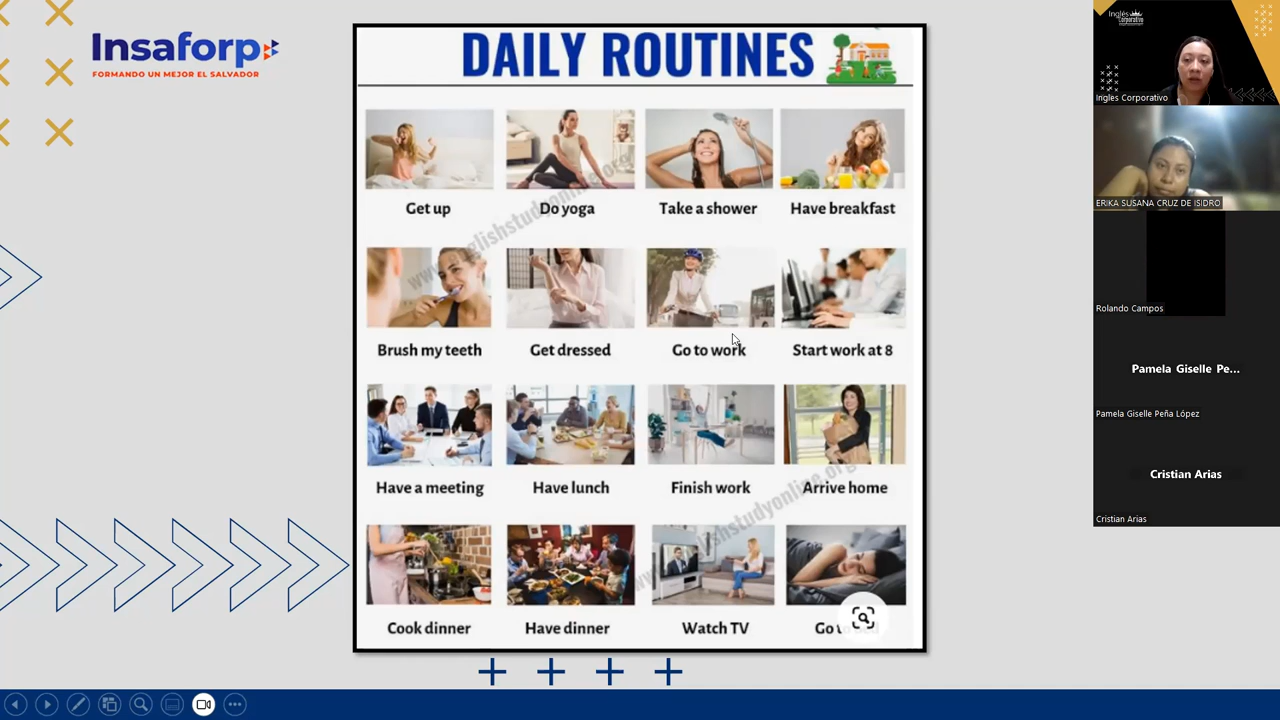 Insaforp
FORMANDO UN MEJOR EL SALVADOR
DAILY ROUTINES
Get up
Do yoga
Take a shower
Have breakfast
Brush my teeth
Get dressed
Go to work
Start work at 8
Have a meeting
Have lunch
Finish work
Arrive home
Cook dinner
Have dinner
Watch TV
Go
Inglés
Corporativo
Ingles Corporativo
ERIKA SUSANA CRUZ DE ISIDRO
Rolando Campos
Pamela Giselle Pe...
Pamela Giselle Peña López
Cristian Arias
Cristian Arias